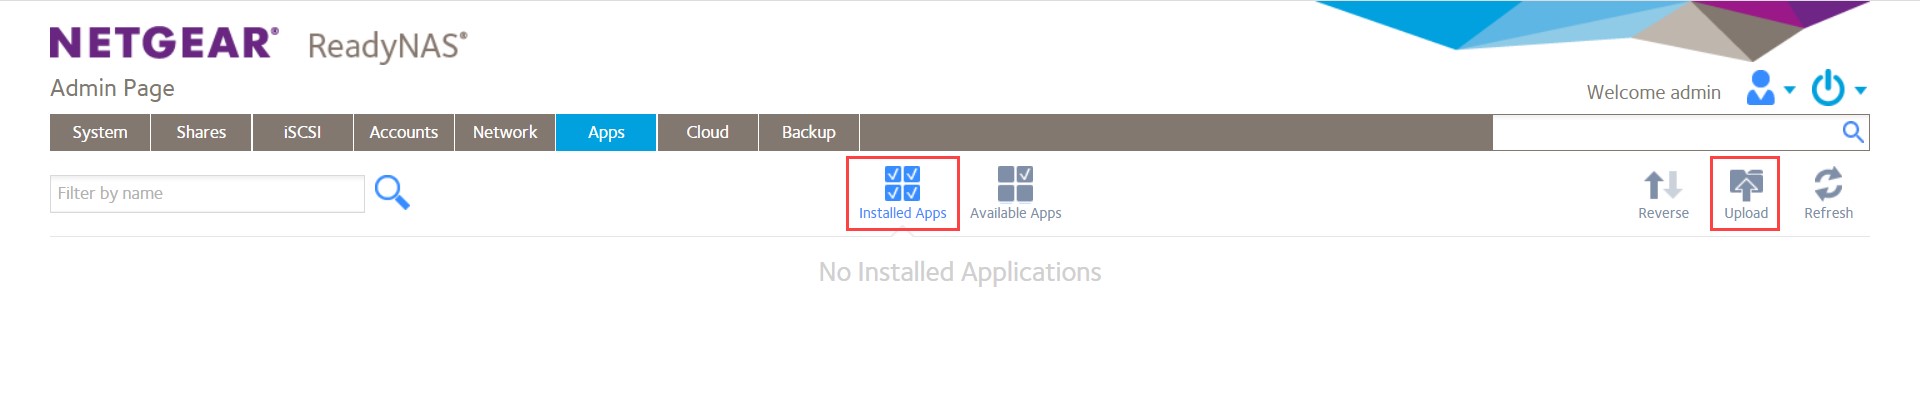 NETGEAR® ReadyNAS®
Admin Page
Welcome admin
System Shares iSCSI Accounts Network Apps Cloud Backup
Filter by name
Installed Apps Available Apps Reverse Upload Refresh
No Installed Applications